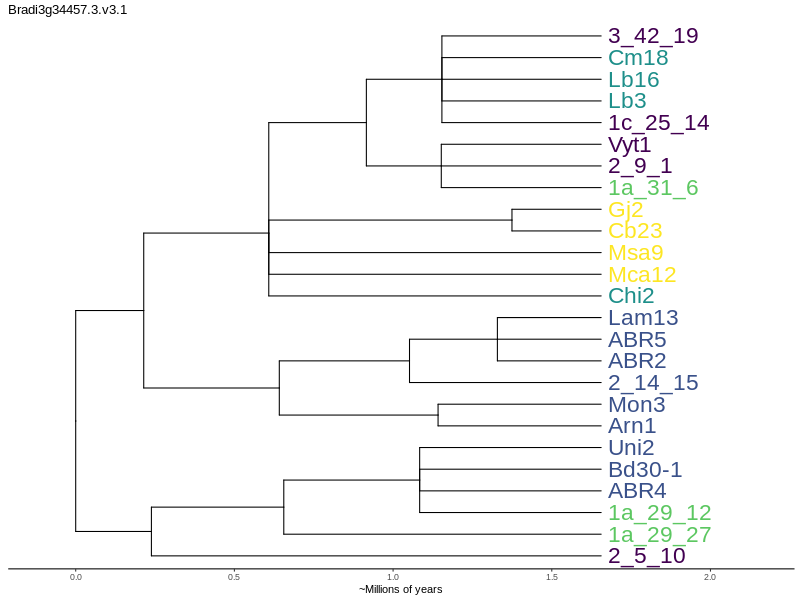 Bradi3g34457.3.v3.1
3_42_19
Cm18
Lb16
Lb3
1c_25_14
Vyt1
2_9_1
1a_31_6
Gj2
Cb23
Msa9
Mca12
Chi2
Lam13
ABR5
ABR2
2_14_15
Mon3
Arn1
Uni2
Bd30-1
ABR4
1a_29_12
1a_29_27
2_5_10
0.0 0.5 1.0 1.5 2.0
~Millions of years